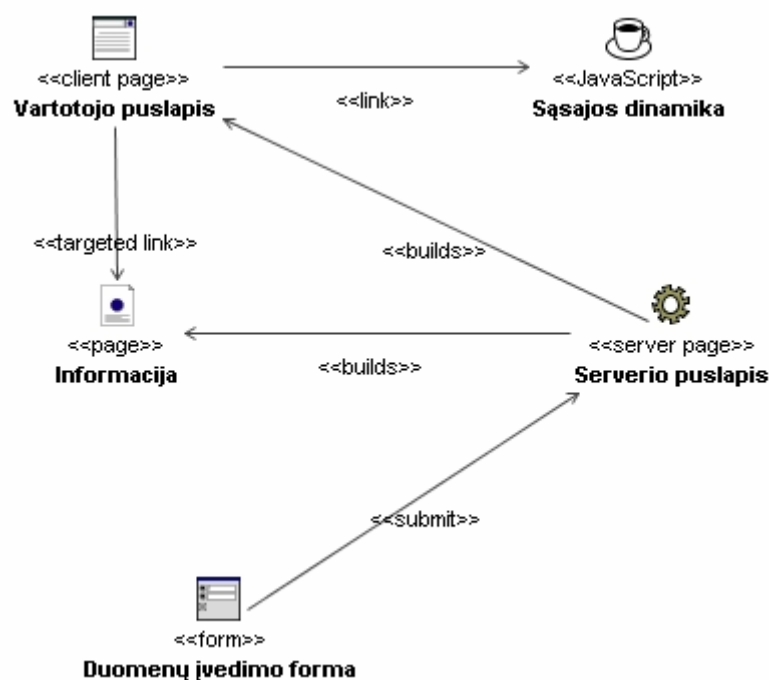 <<client page>>
Vartotojo puslapis
<<link>>
<<JavaScript>>
Sąsajos dinamika
<<targeted link>>
<<builds>>
<<page>>
Informacija
<<builds>>
<<server page>>
Serverio puslapis
<<submit>>
<<form>>
Duomenų įvedimo forma